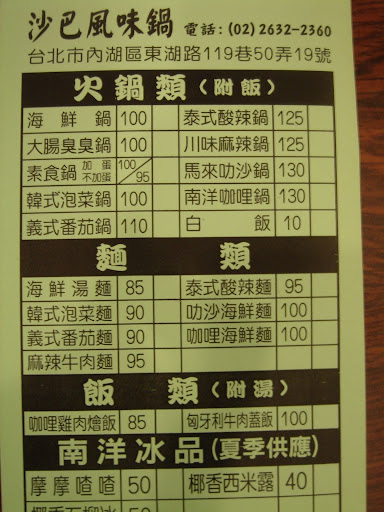 沙巴風味鍋 電話：(02) 2632-2360
台北市內湖區東湖路119巷50弄19號
火鍋類（附飯）
海鮮鍋 100 泰式酸辣鍋 125
大腸臭臭鍋 100 川味麻辣鍋 125
素食鍋 加蛋 不加蛋 100/95 馬來叻沙鍋 130
韓式泡菜鍋 100 南洋咖哩鍋 130
義式番茄鍋 110 白飯 10
麵類
海鮮湯麵 85 泰式酸辣麵 95
韓式泡菜麵 90 叻沙海鮮麵 100
義式番茄麵 90 咖哩海鮮麵 100
麻辣牛肉麵 95
飯類（附湯）
咖哩雞肉燴飯 85 匈牙利牛肉蓋飯 100
南洋冰品（夏季供應）
摩摩喳喳 50 椰香西米露 40